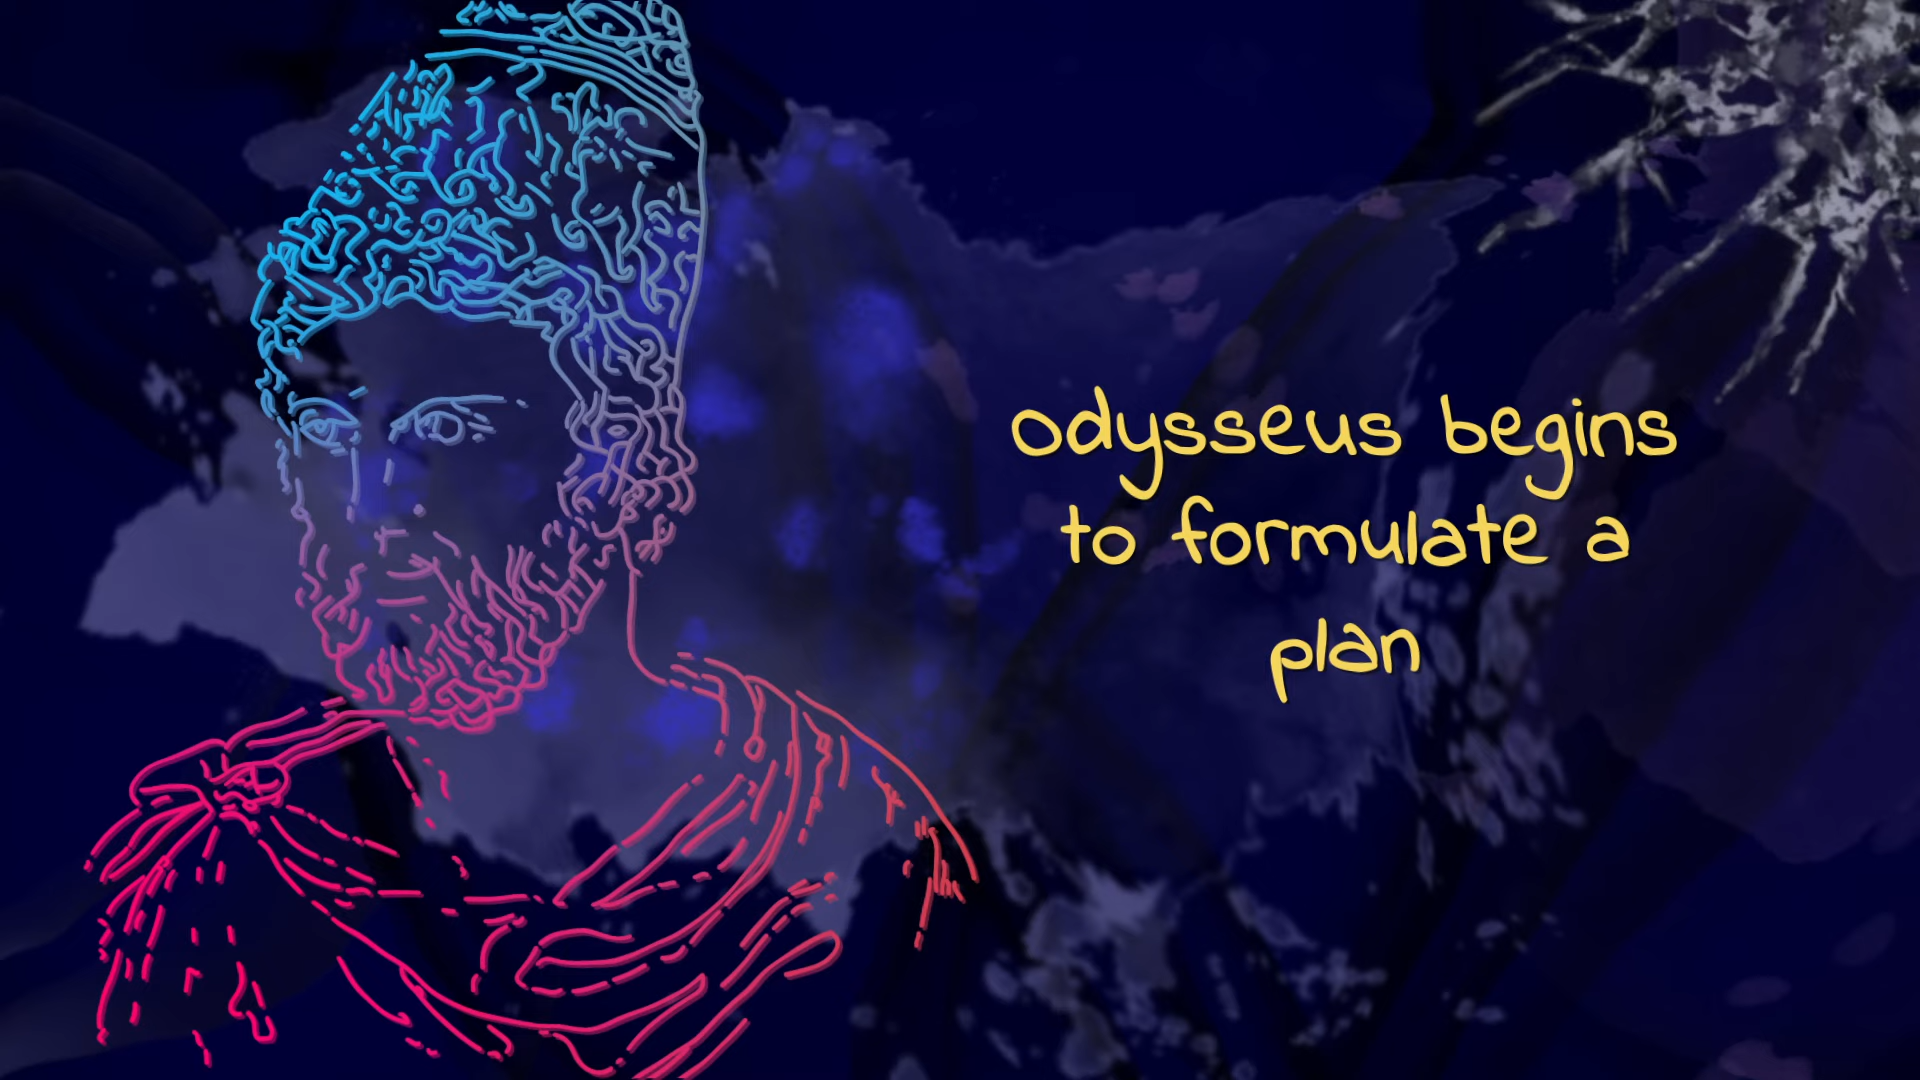 odysseus begins
to formulate a
plan